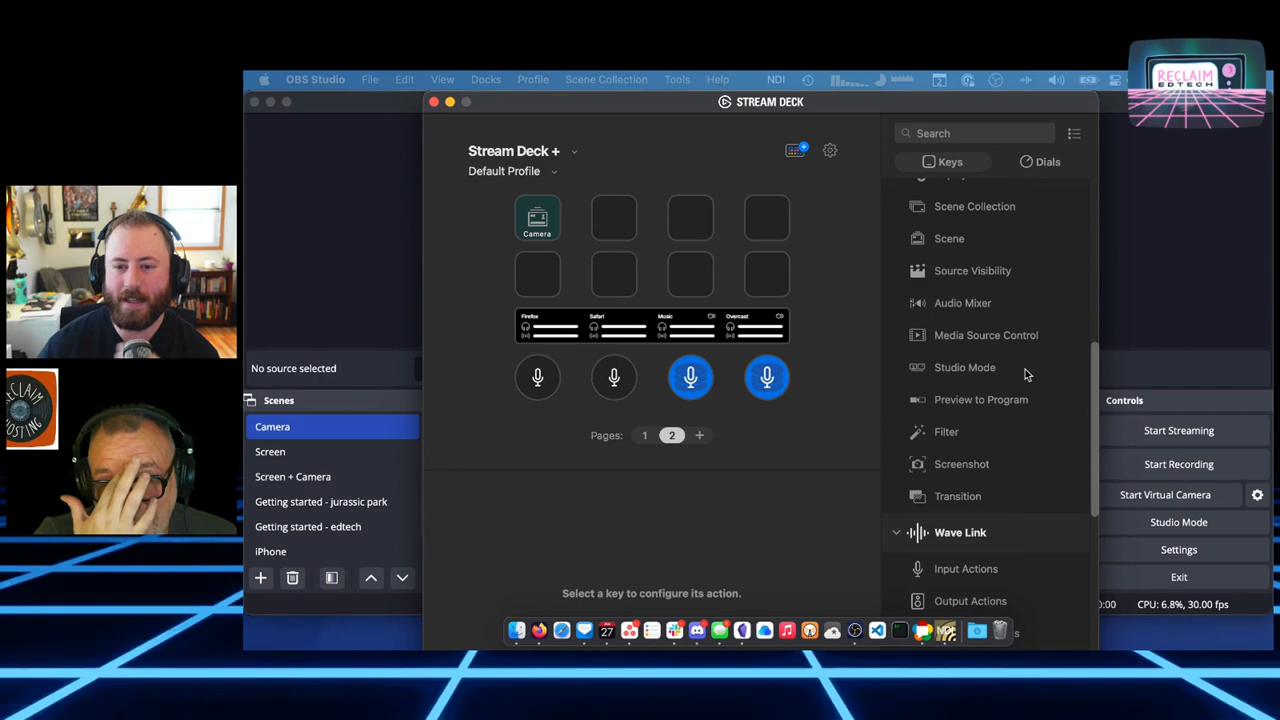 OBS Studio File Edit View Docks Profile Scene Collection Tools Help NDI
RECLAIM
EDTECH
STREAM DECK
Stream Deck +
Default Profile
Search
Keys
Dials
Camera
Firefox
Safari
Music
Overcast
Pages: 1 2 +
Select a key to configure its action.
Scene Collection
Scene
Source Visibility
Audio Mixer
Media Source Control
Studio Mode
Preview to Program
Filter
Screenshot
Transition
Wave Link
Input Actions
Output Actions
No source selected
Scenes
Camera
Screen
Screen + Camera
Getting started - jurassic park
Getting started - edtech
iPhone
Controls
Start Streaming
Start Recording
Start Virtual Camera
Studio Mode
Settings
Exit
0:00 CPU: 6.8%, 30.00 fps
27
RECLAIM
HOSTING